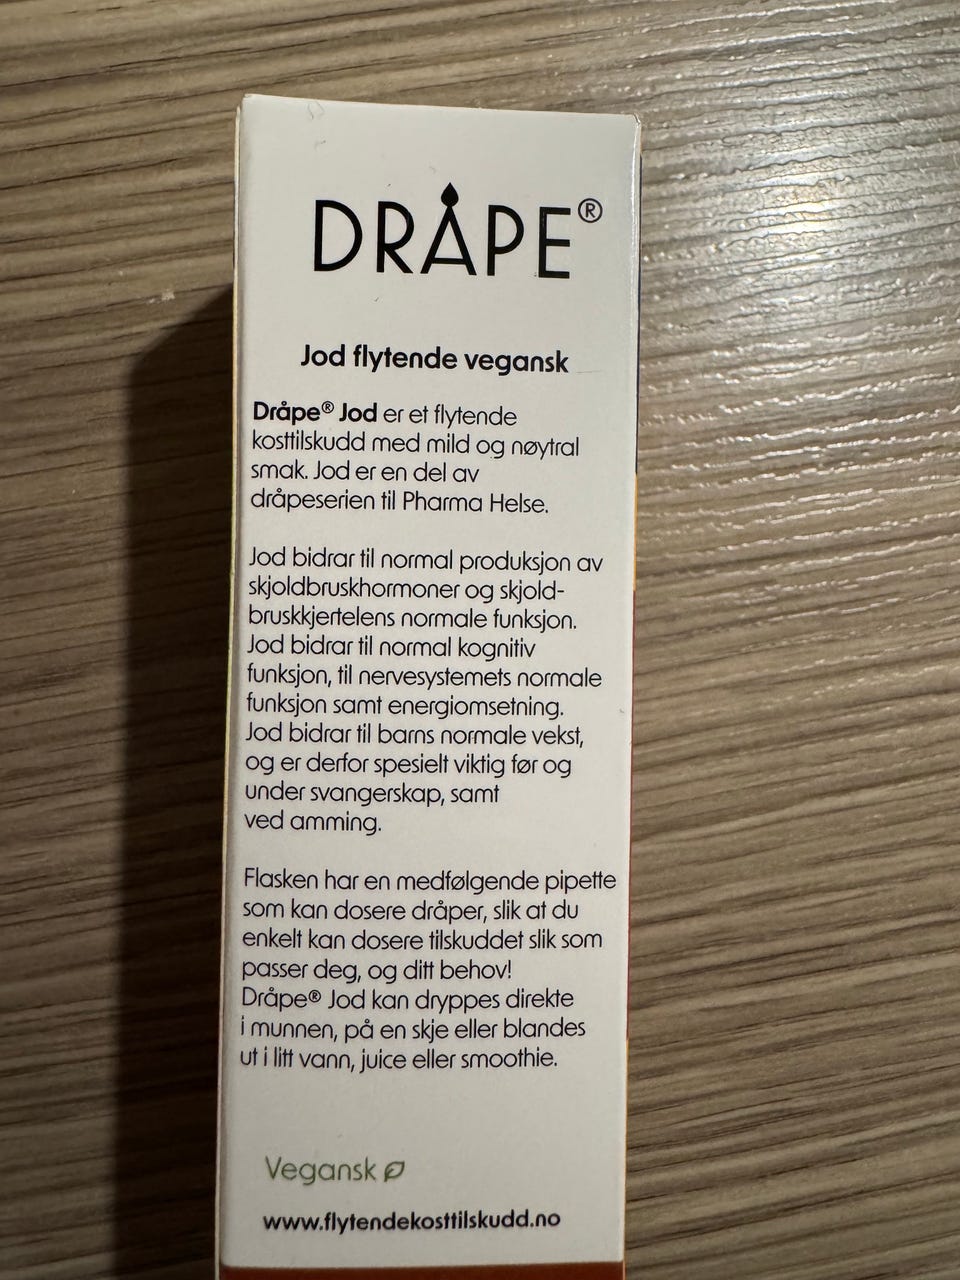 DRÅPE®
Jod flytende vegansk
Dråpe® Jod er et flytende
kosttilskudd med mild og nøytral
smak. Jod er en del av
dråpeserien til Pharma Helse.
Jod bidrar til normal produksjon av
skjoldbruskhormoner og skjold-
bruskkjertelens normale funksjon.
Jod bidrar til normal kognitiv
funksjon, til nervesystemets normale
funksjon samt energiomsetning.
Jod bidrar til barns normale vekst,
og er derfor spesielt viktig før og
under svangerskap, samt
ved amming.
Flasken har en medfølgende pipette
som kan dosere dråper, slik at du
enkelt kan dosere tilskuddet slik som
passer deg, og ditt behov!
Dråpe® Jod kan dryppes direkte
i munnen, på en skje eller blandes
ut i litt vann, juice eller smoothie.
Vegansk
www.flytendekosttilskudd.no